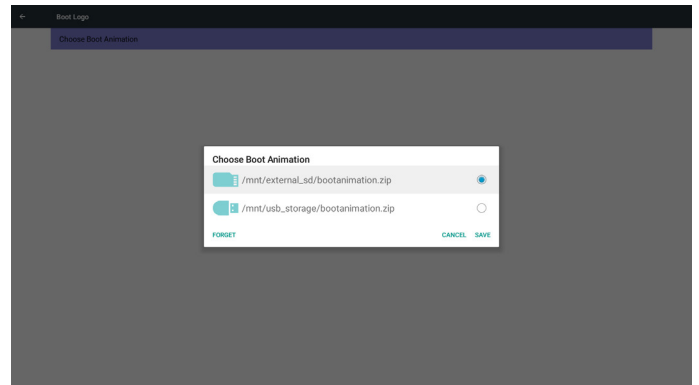 Boot Logo
Choose Boot Animation
Choose Boot Animation
/mnt/external_sd/bootanimation.zip
/mnt/usb_storage/bootanimation.zip
FORGET CANCEL SAVE